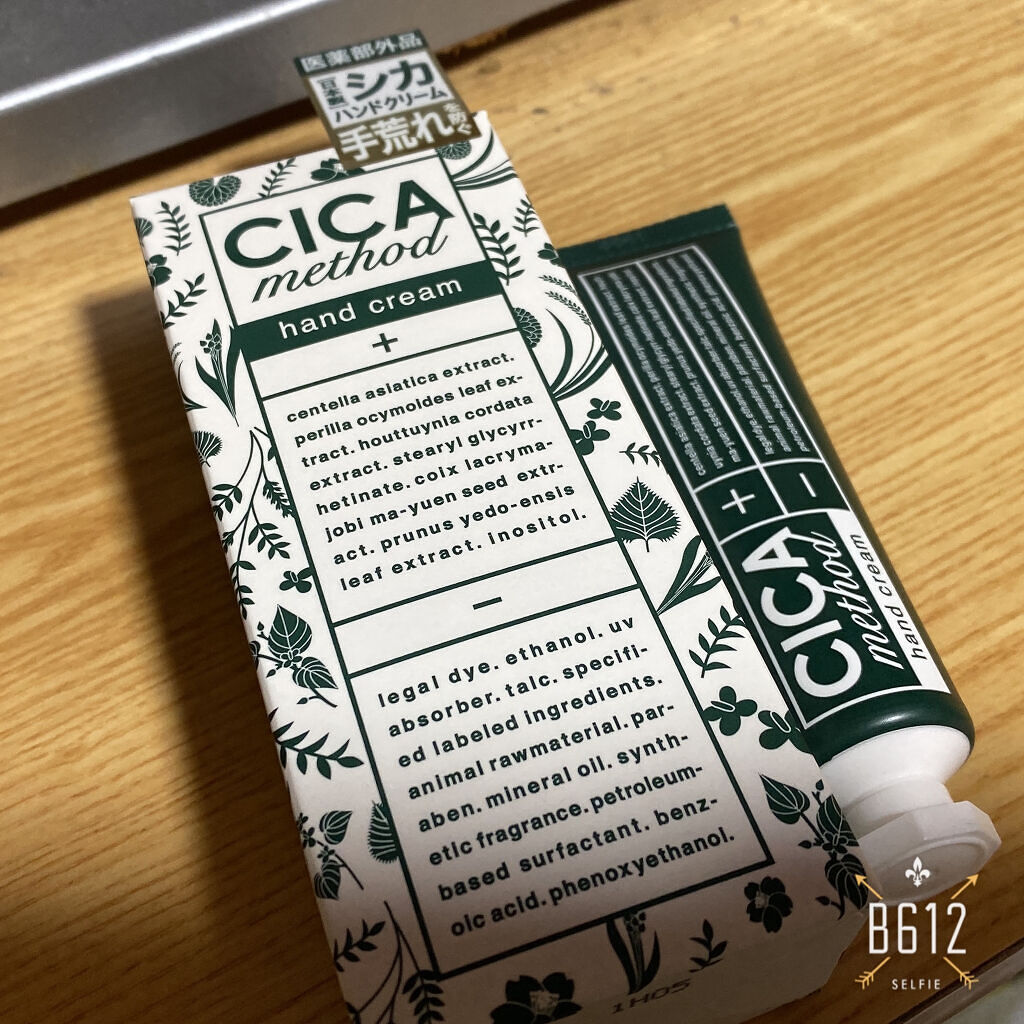 医薬部外品
日本製 シカ
ハンドクリーム
手荒れを防ぐ
CICA
method
hand cream
+
centella asiatica extract.
perilla ocymoides leaf ex-
tract. houttuynia cordata
extract. stearyl glycyrr-
hetinate. coix lacryma-
jobi ma-yuen seed extr-
act. prunus yedo-ensis
leaf extract. inositol.
−
legal dye. ethanol. uv
absorber. talc. specifi-
ed labeled ingredients.
animal rawmaterial. par-
aben. mineral oil. synth-
etic fragrance. petroleum-
based surfactant. benz-
oic acid. phenoxyethanol.
1H05
CICA
method
hand cream
+
−
B612
SELFIE